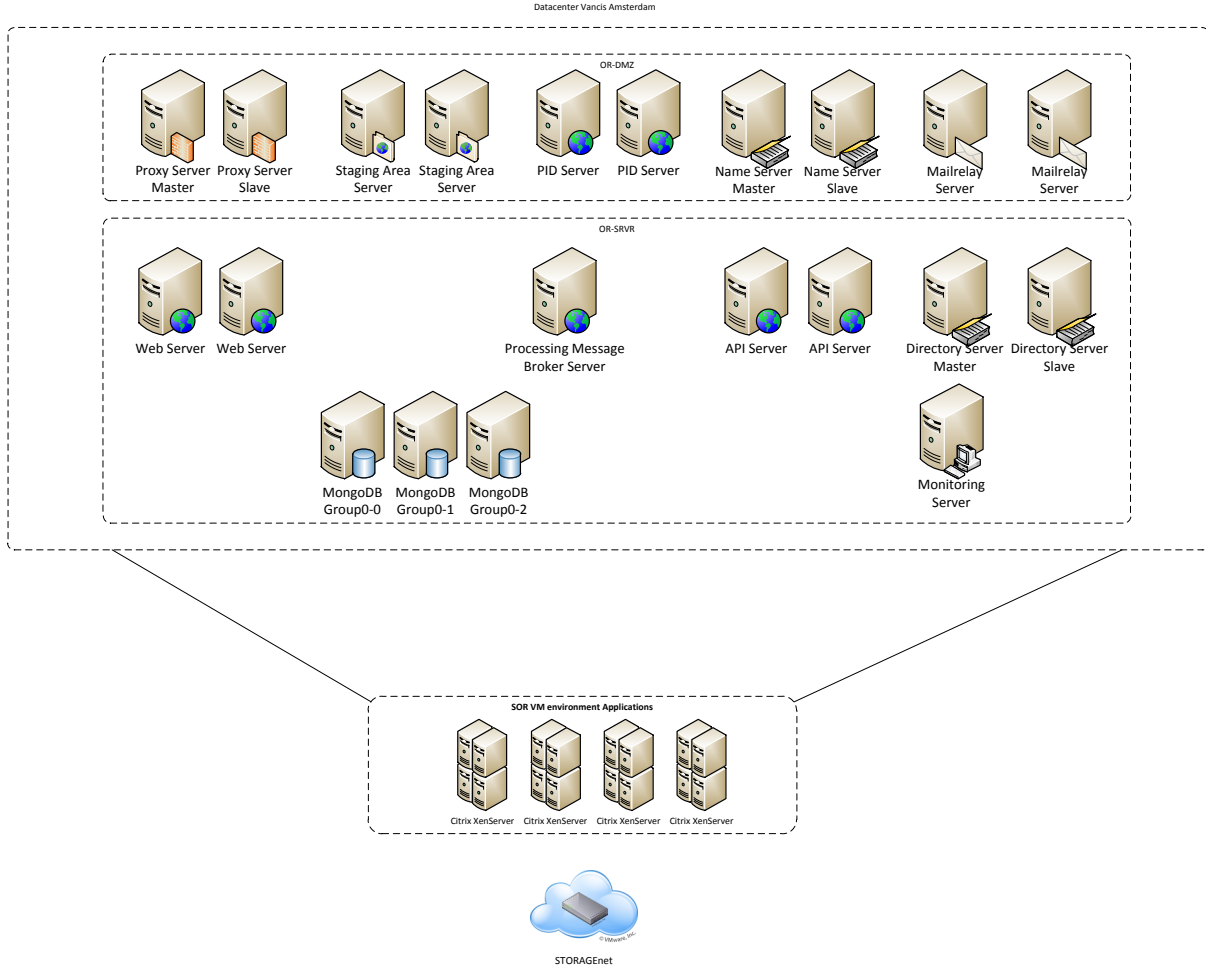 Datacenter Vancis Amsterdam
OR-DMZ
Proxy Server
Master
Proxy Server
Slave
Staging Area
Server
Staging Area
Server
PID Server
PID Server
Name Server
Master
Name Server
Slave
Mailrelay
Server
Mailrelay
Server
OR-SRVR
Web Server
Web Server
Processing Message
Broker Server
API Server
API Server
Directory Server
Master
Directory Server
Slave
MongoDB
Group0-0
MongoDB
Group0-1
MongoDB
Group0-2
Monitoring
Server
SOR VM environment Applications
Citrix XenServer
Citrix XenServer
Citrix XenServer
Citrix XenServer
© VMware, Inc.
STORAGEnet